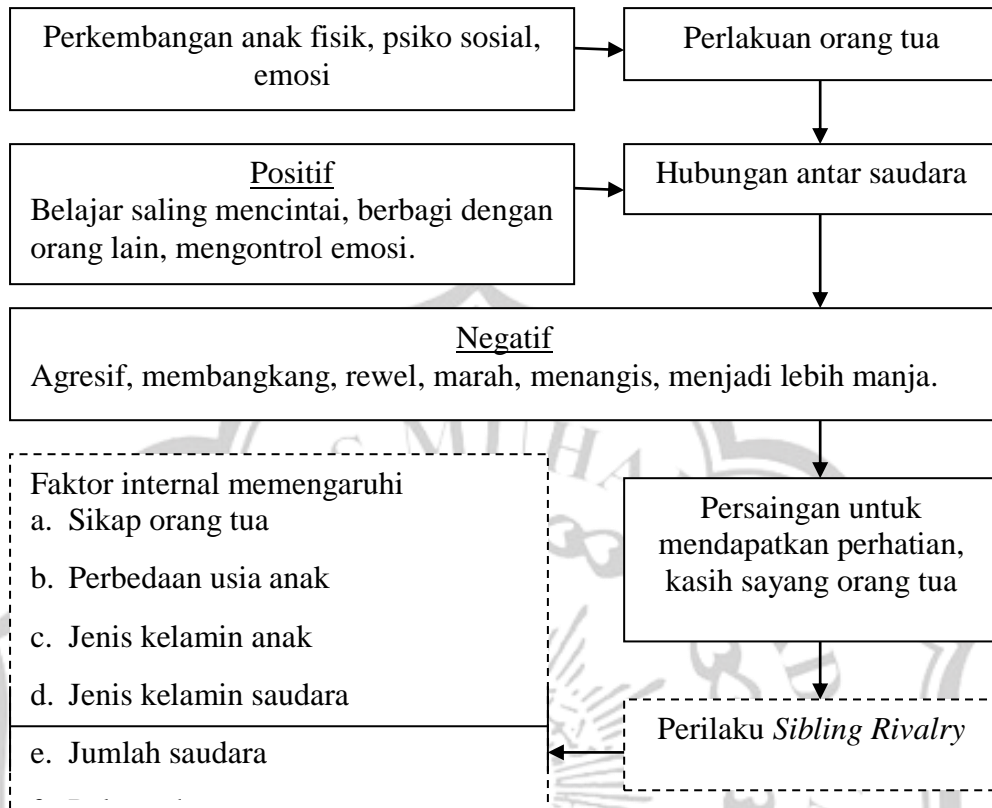 Perkembangan anak fisik, psiko sosial,
emosi
Perlakuan orang tua
Positif
Belajar saling mencintai, berbagi dengan
orang lain, mengontrol emosi.
Hubungan antar saudara
Negatif
Agresif, membangkang, rewel, marah, menangis, menjadi lebih manja.
Faktor internal memengaruhi
a. Sikap orang tua
b. Perbedaan usia anak
c. Jenis kelamin anak
d. Jenis kelamin saudara
e. Jumlah saudara
Persaingan untuk
mendapatkan perhatian,
kasih sayang orang tua
Perilaku Sibling Rivalry